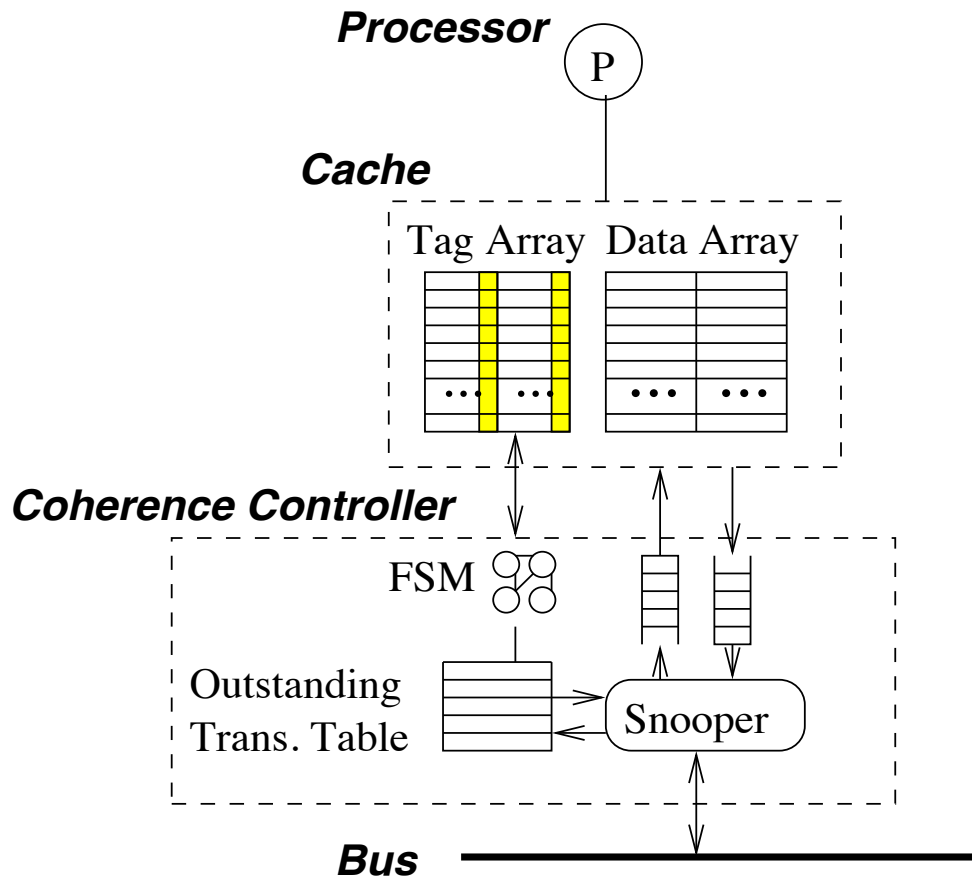 Processor
P
Cache
Tag Array Data Array
Coherence Controller
FSM
Outstanding
Trans. Table
Snooper
Bus